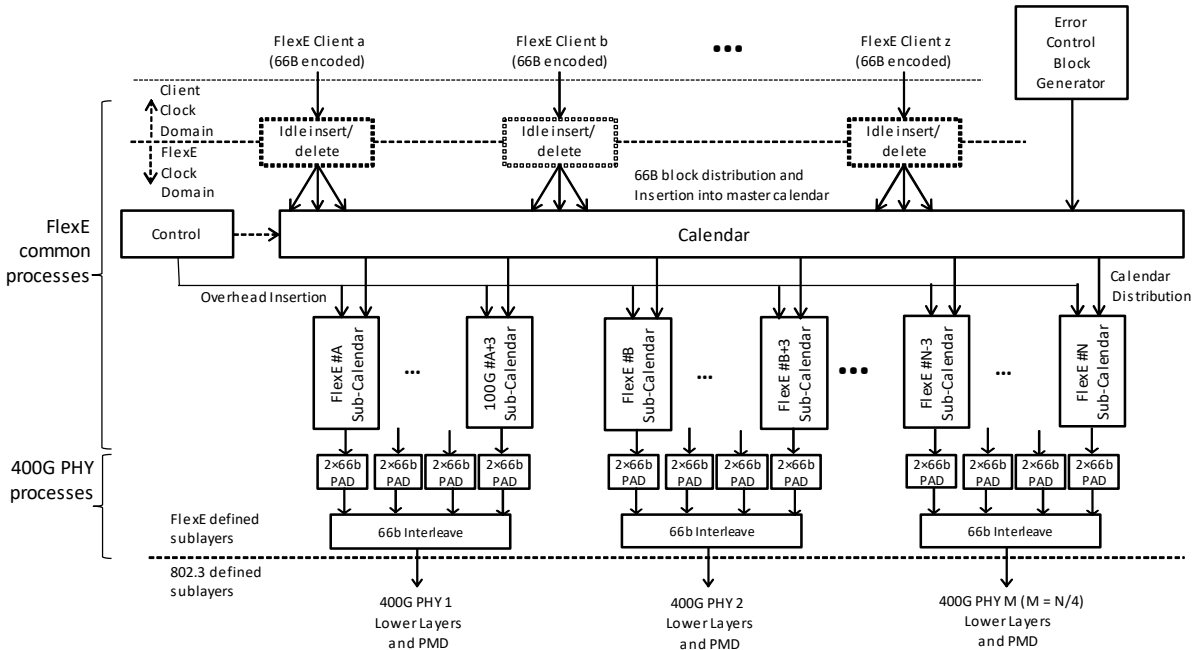 FlexE Client a
(66B encoded)
FlexE Client b
(66B encoded)
...
FlexE Client z
(66B encoded)
Error
Control
Block
Generator
Client
Clock
Domain
FlexE
Clock
Domain
Idle insert/
delete
Idle insert/
delete
Idle insert/
delete
66B block distribution and
Insertion into master calendar
FlexE
common
processes
Control
Calendar
Overhead Insertion
Calendar
Distribution
FlexE #A
Sub-Calendar
...
100G #A+3
Sub-Calendar
FlexE #B
Sub-Calendar
...
FlexE #B+3
Sub-Calendar
...
FlexE #N-3
Sub-Calendar
...
FlexE #N
Sub-Calendar
400G PHY
processes
2×66b
PAD
2×66b
PAD
2×66b
PAD
2×66b
PAD
2×66b
PAD
2×66b
PAD
2×66b
PAD
2×66b
PAD
2×66b
PAD
2×66b
PAD
2×66b
PAD
2×66b
PAD
FlexE defined
sublayers
66b Interleave
66b Interleave
66b Interleave
802.3 defined
sublayers
400G PHY 1
Lower Layers
and PMD
400G PHY 2
Lower Layers
and PMD
400G PHY M (M = N/4)
Lower Layers
and PMD